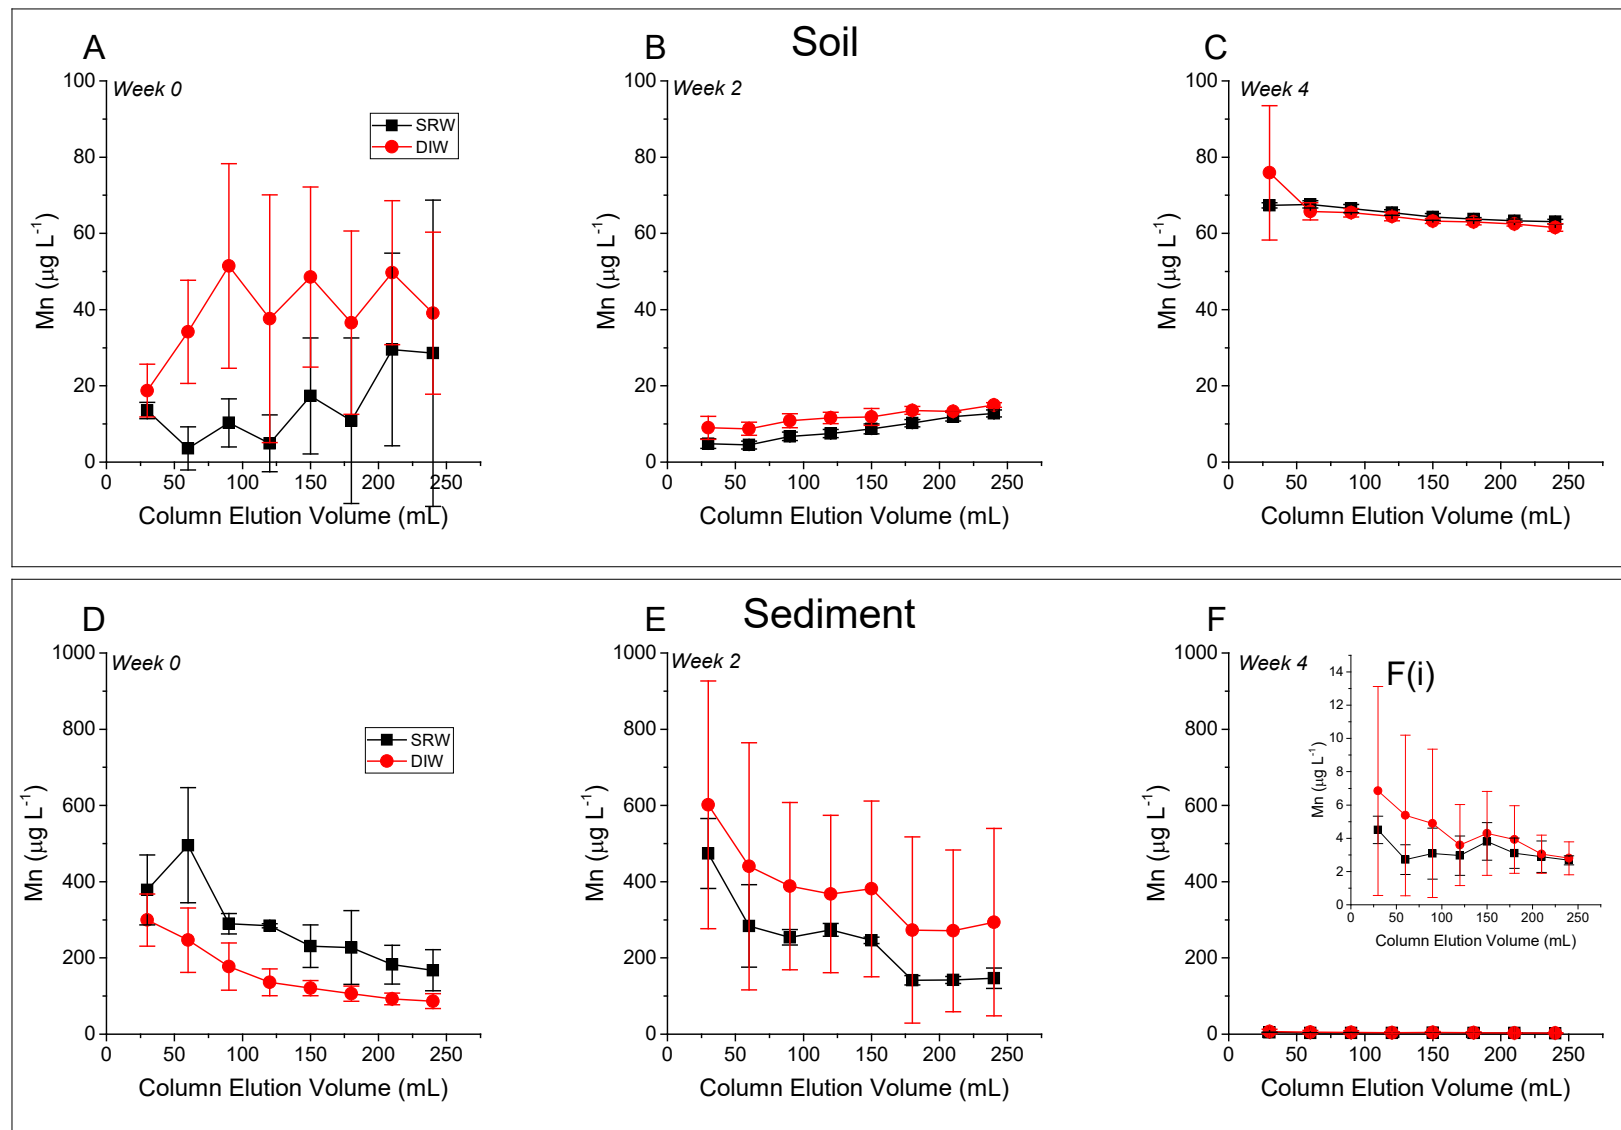 Soil
A
Week 0
SRW
DIW
100
80
60
40
20
0
Mn (μg L⁻¹)
0 50 100 150 200 250
Column Elution Volume (mL)
B
Week 2
100
80
60
40
20
0
Mn (μg L⁻¹)
0 50 100 150 200 250
Column Elution Volume (mL)
C
Week 4
100
80
60
40
20
0
Mn (μg L⁻¹)
0 50 100 150 200 250
Column Elution Volume (mL)
Sediment
D
Week 0
SRW
DIW
1000
800
600
400
200
0
Mn (μg L⁻¹)
0 50 100 150 200 250
Column Elution Volume (mL)
E
Week 2
1000
800
600
400
200
0
Mn (μg L⁻¹)
0 50 100 150 200 250
Column Elution Volume (mL)
F
Week 4
1000
800
600
400
200
0
Mn (μg L⁻¹)
0 50 100 150 200 250
Column Elution Volume (mL)
F(i)
14
12
10
8
6
4
2
0
Mn (μg L⁻¹)
0 50 100 150 200 250
Column Elution Volume (mL)